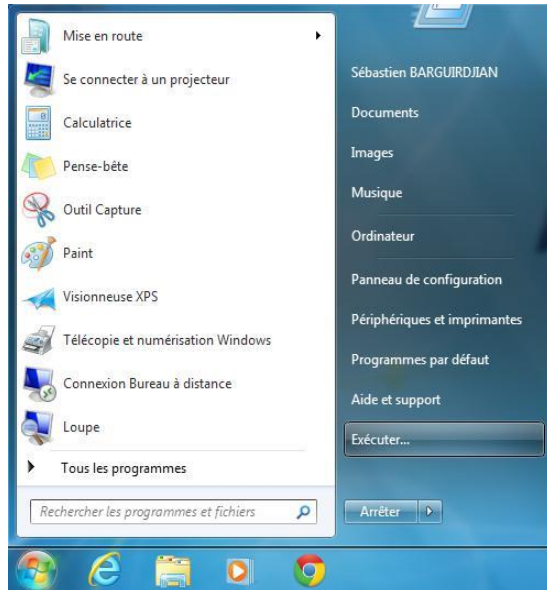 Mise en route
Se connecter à un projecteur
Calculatrice
Pense-bête
Outil Capture
Paint
Visionneuse XPS
Télécopie et numérisation Windows
Connexion Bureau à distance
Loupe
Tous les programmes
Rechercher les programmes et fichiers
Sébastien BARGUIRDJIAN
Documents
Images
Musique
Ordinateur
Panneau de configuration
Périphériques et imprimantes
Programmes par défaut
Aide et support
Exécuter...
Arrêter